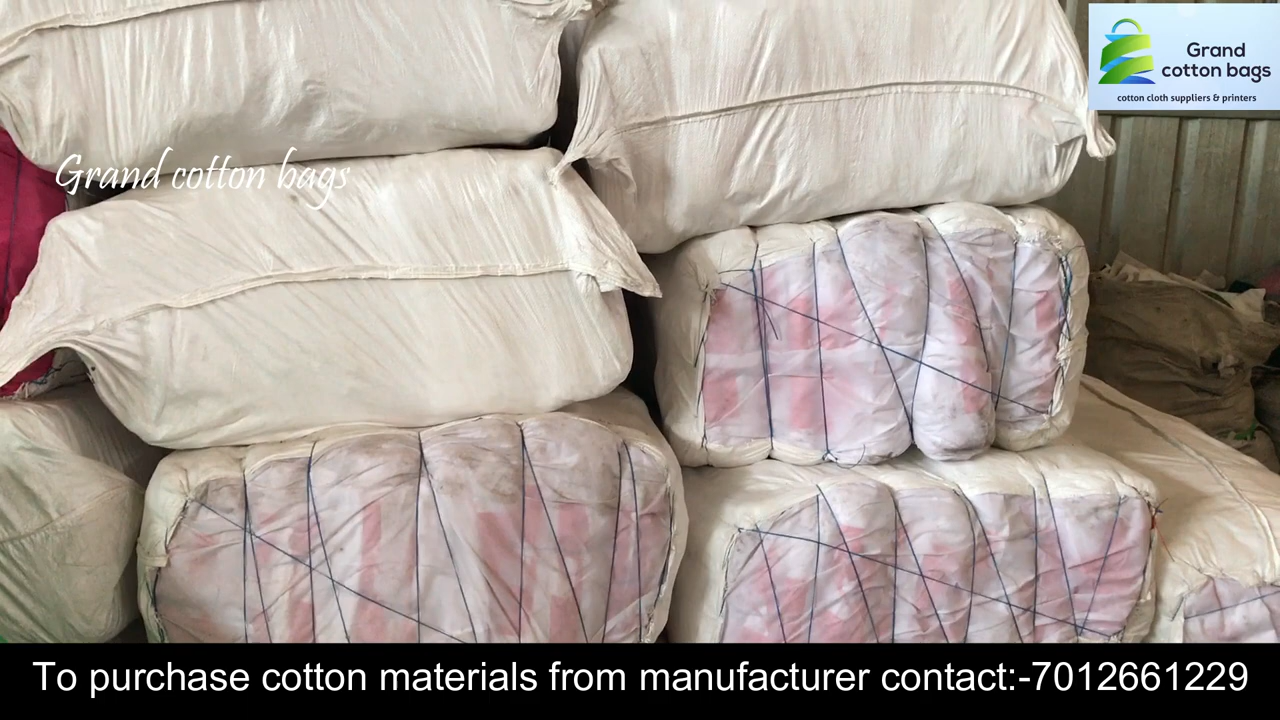 Grand
cotton bags
cotton cloth suppliers & printers
Grand cotton bags
To purchase cotton materials from manufacturer contact:-7012661229